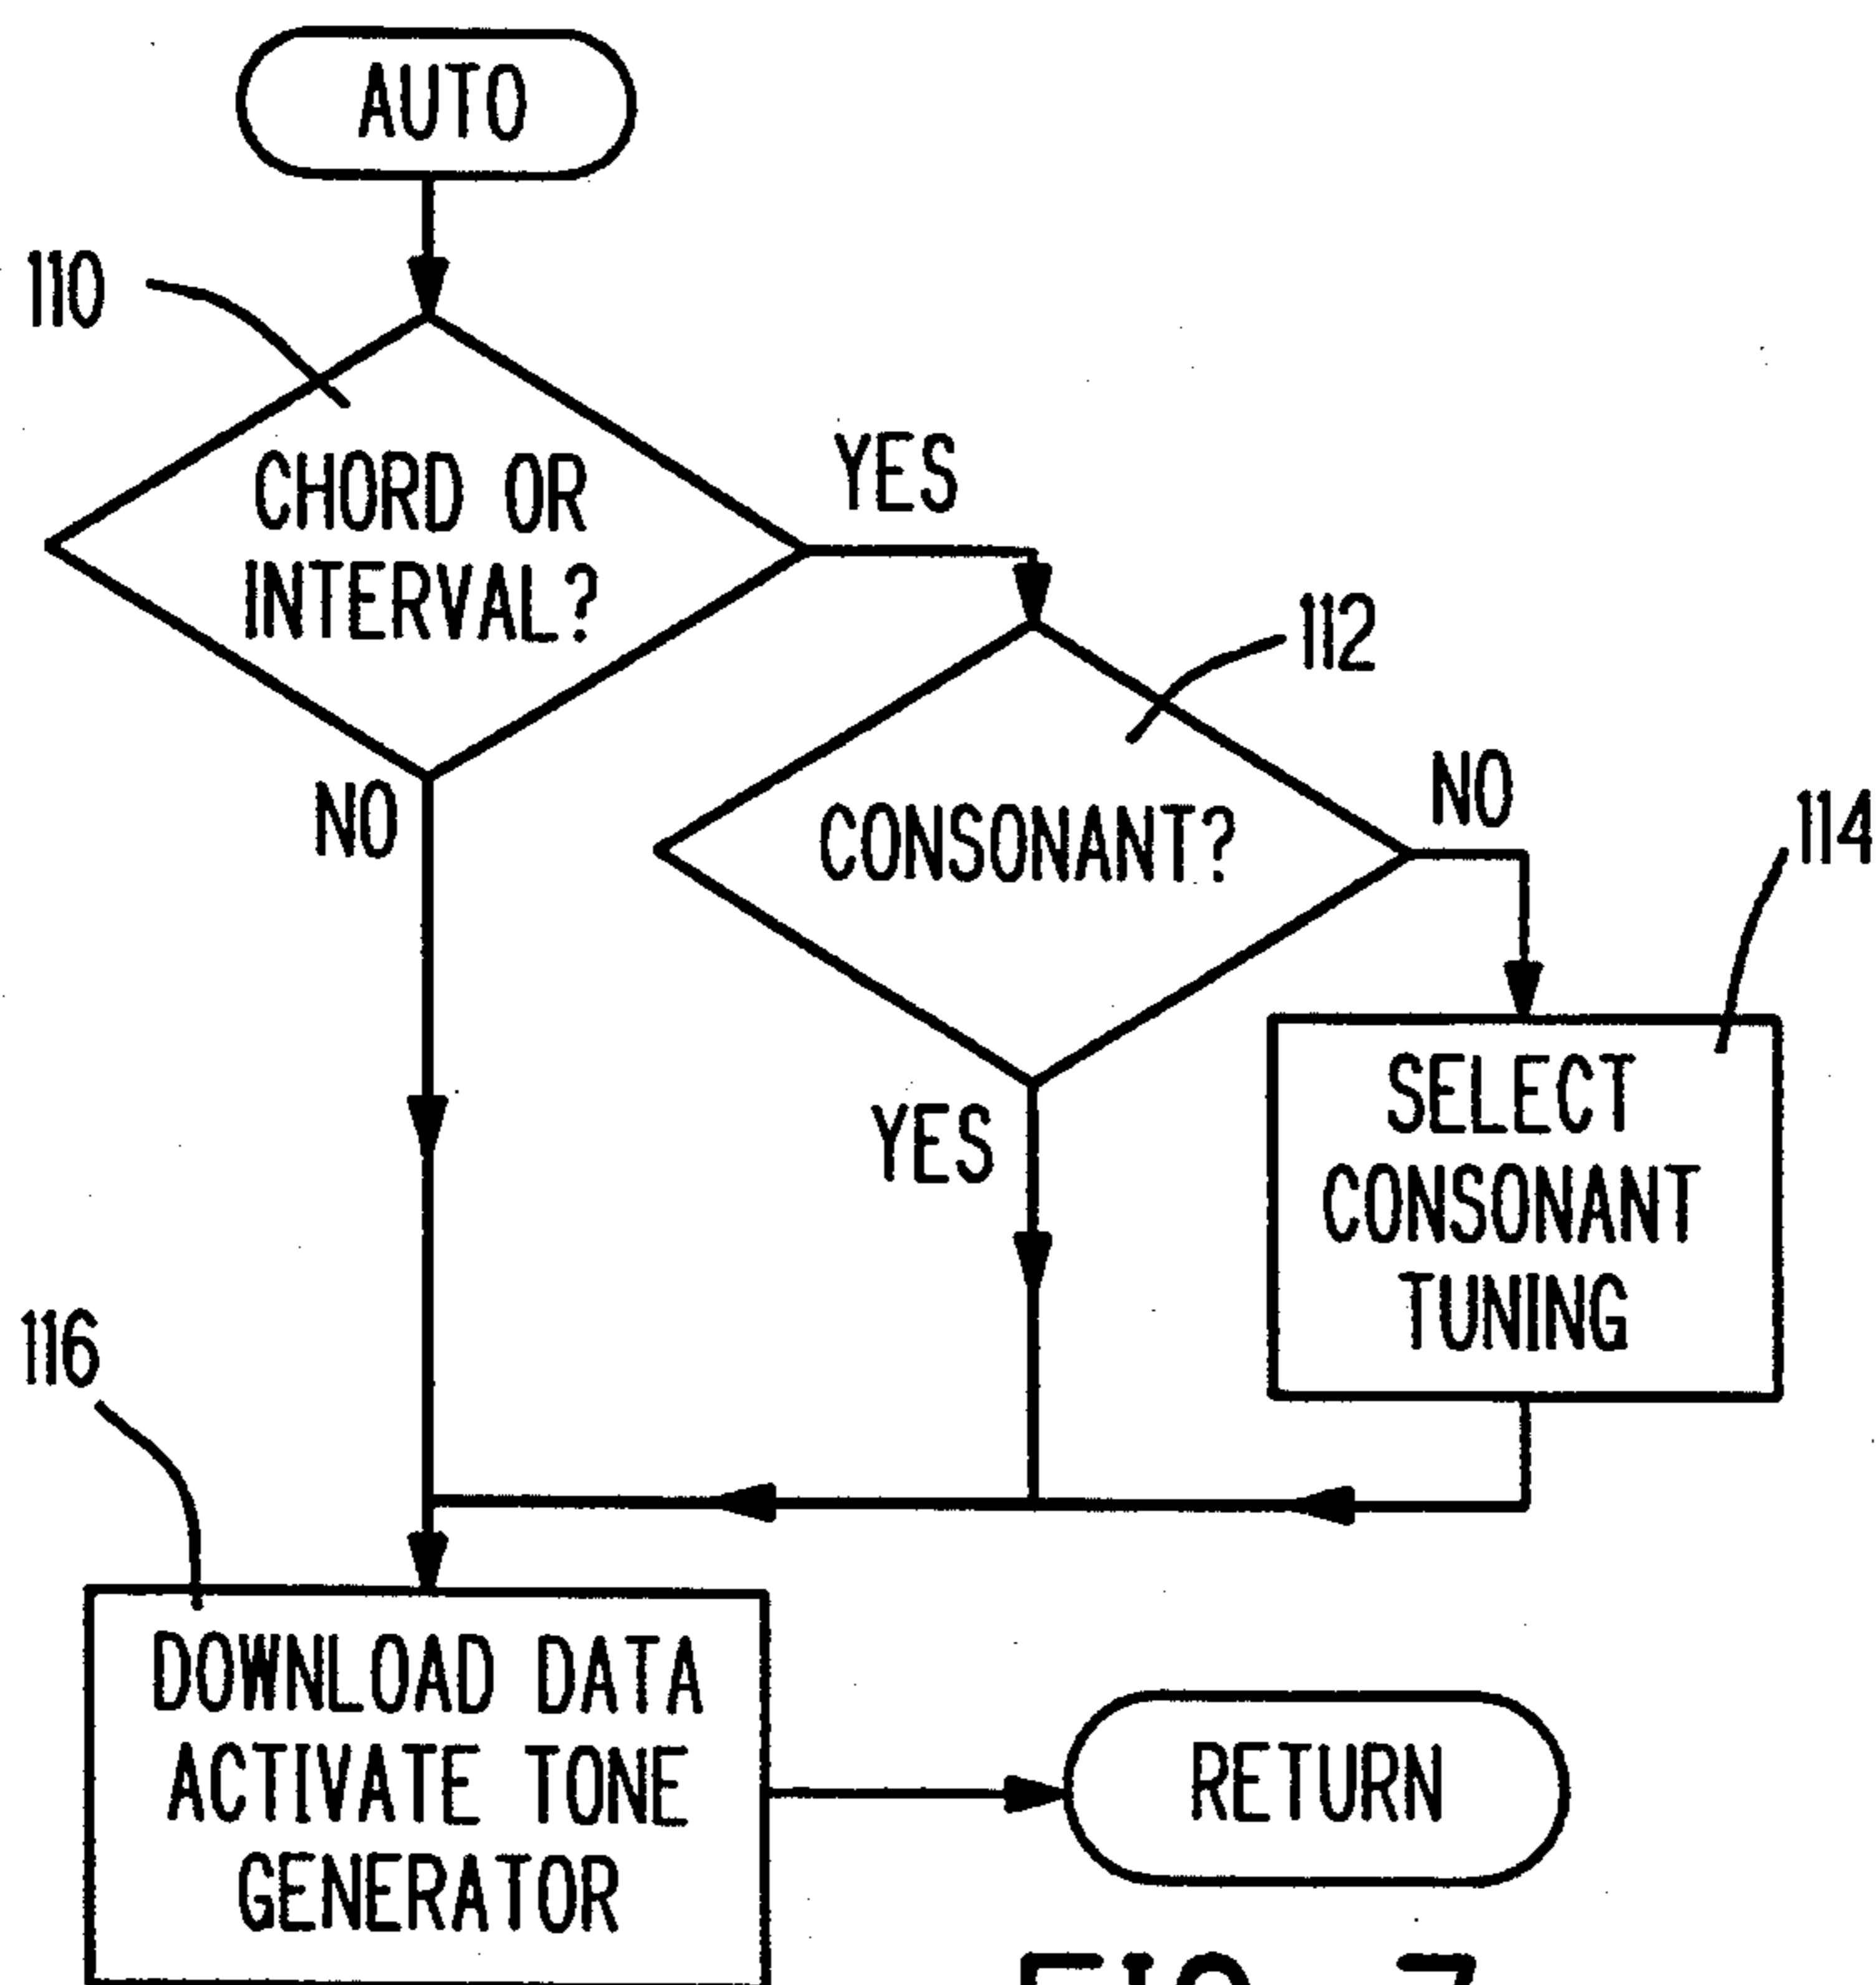 AUTO
110
CHORD OR
INTERVAL?
YES
NO
112
CONSONANT?
NO
YES
114
SELECT
CONSONANT
TUNING
116
DOWNLOAD DATA
ACTIVATE TONE
GENERATOR
RETURN